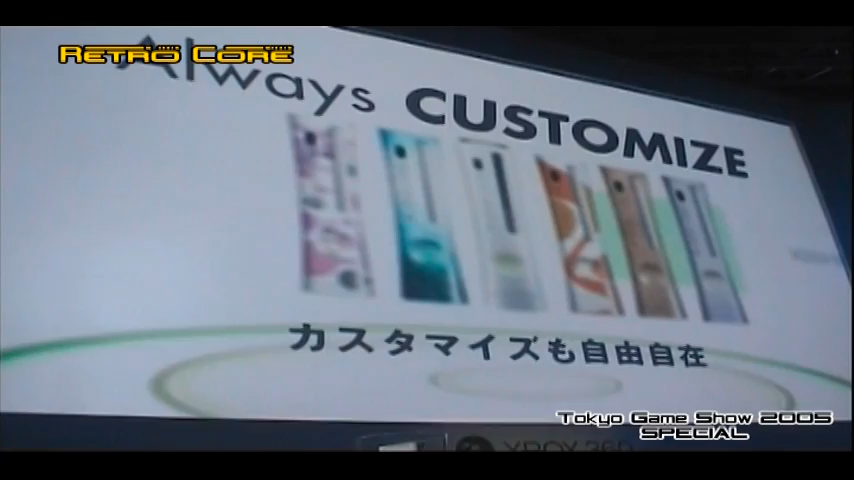 RETRO CORE
Always CUSTOMIZE
カスタマイズも自由自在
Tokyo Game Show 2005
SPECIAL
XBOX 360